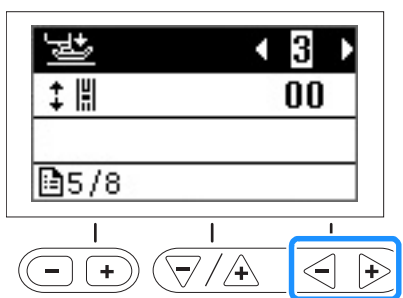 3
00
5/8
- + / + - +